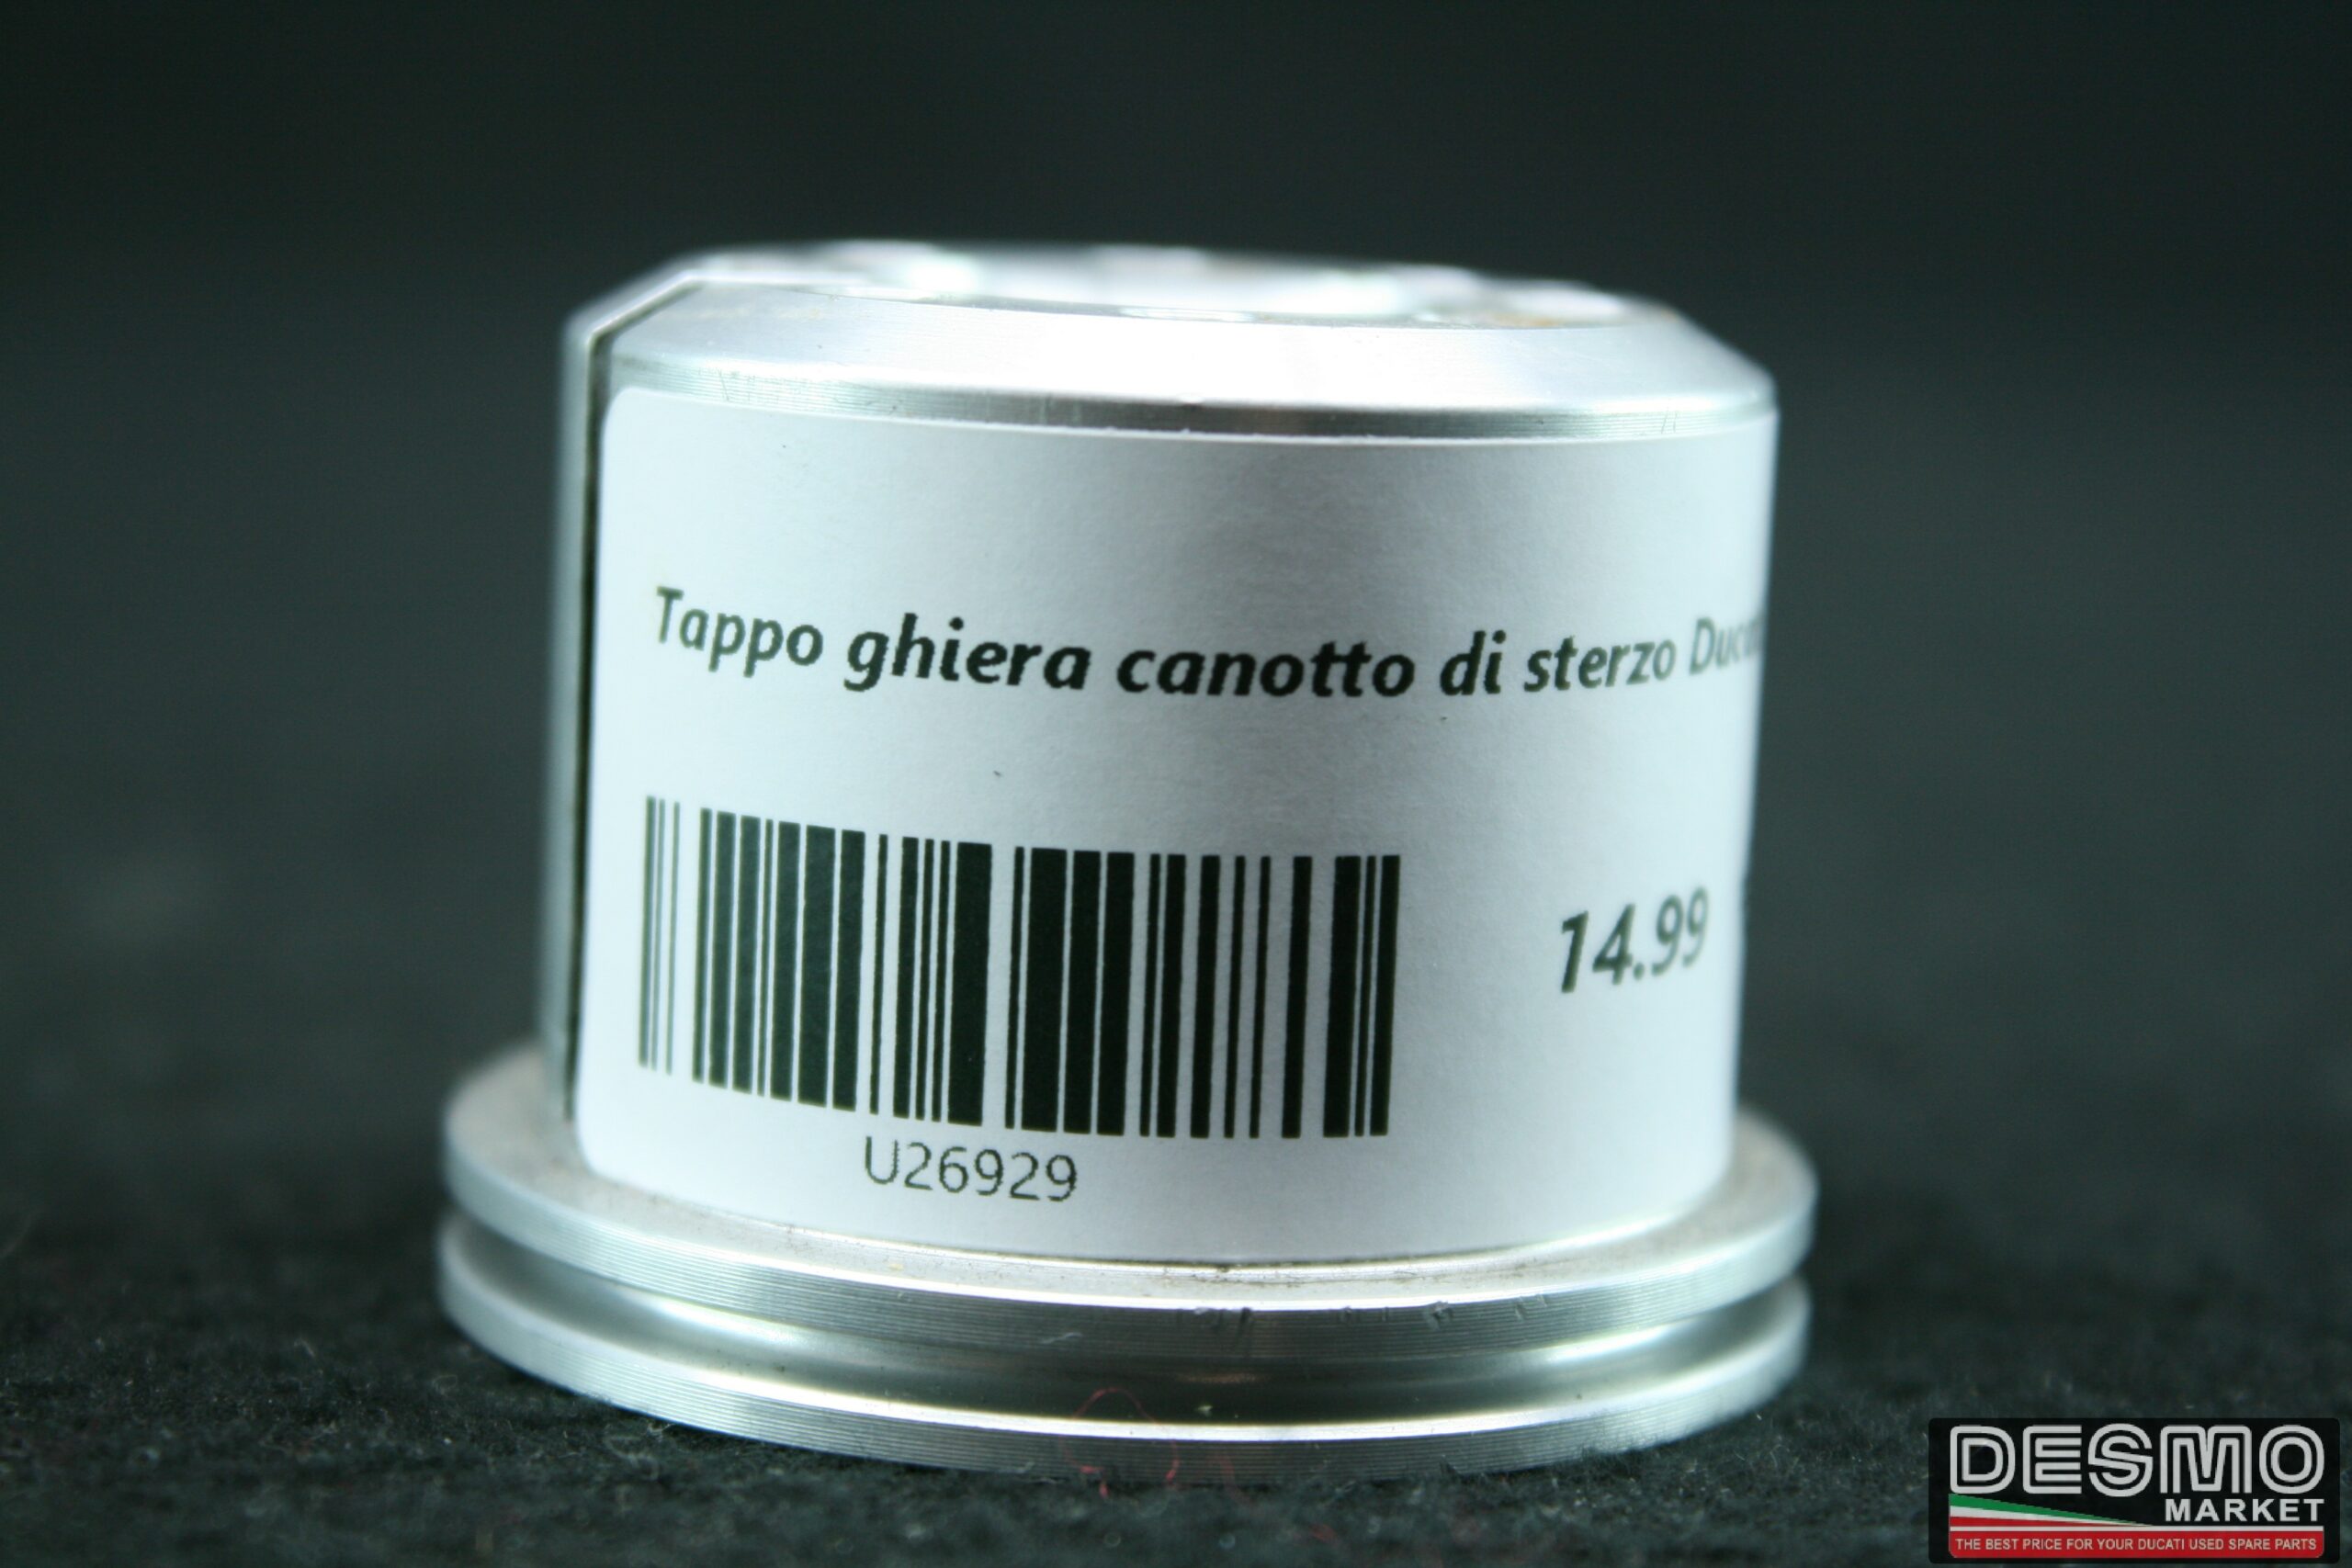 Tappo ghiera canotto di sterzo
14.99
U26929
DESMO
MARKET
THE BEST PRICE FOR YOUR DUCATI USED SPARE PARTS